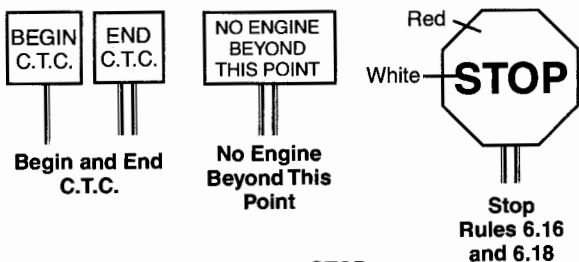 BEGIN
C.T.C.
END
C.T.C.
Begin and End
C.T.C.
NO ENGINE
BEYOND
THIS POINT
No Engine
Beyond This
Point
Red
White
STOP
Stop
Rules 6.16
and 6.18